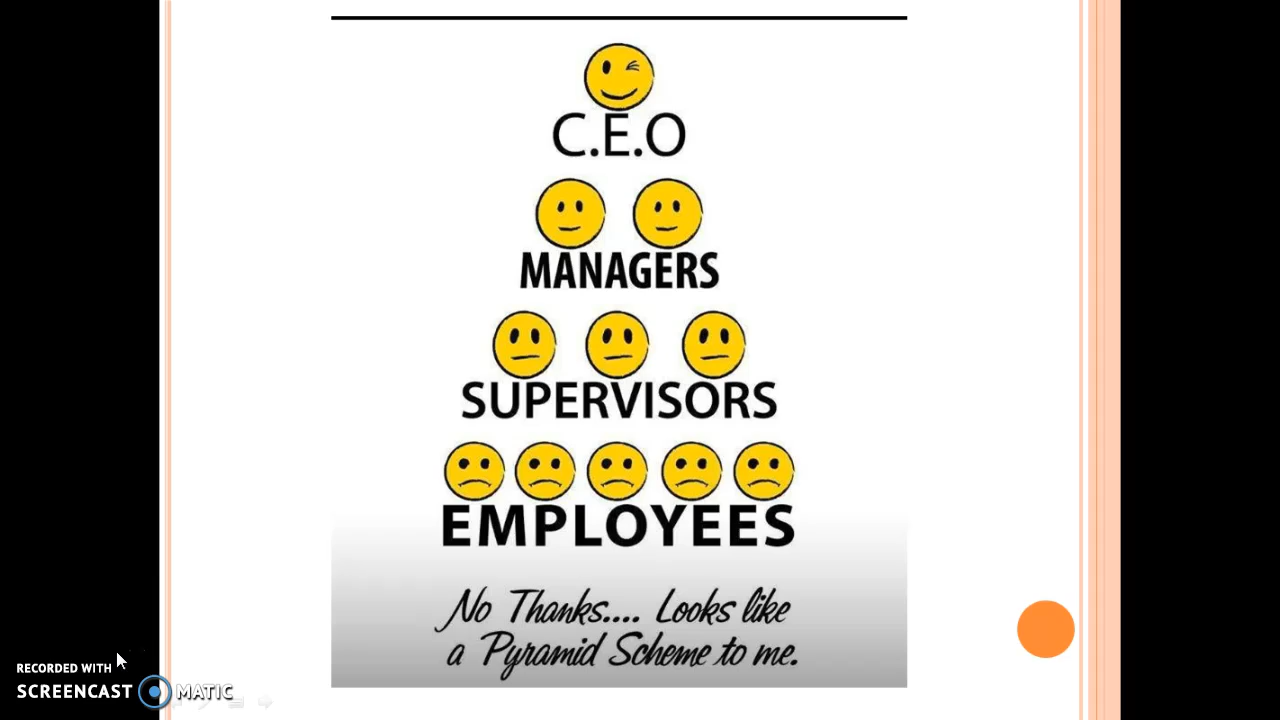 C.E.O
MANAGERS
SUPERVISORS
EMPLOYEES
No Thanks.... Looks like
a Pyramid Scheme to me.
RECORDED WITH
SCREENCAST MATIC